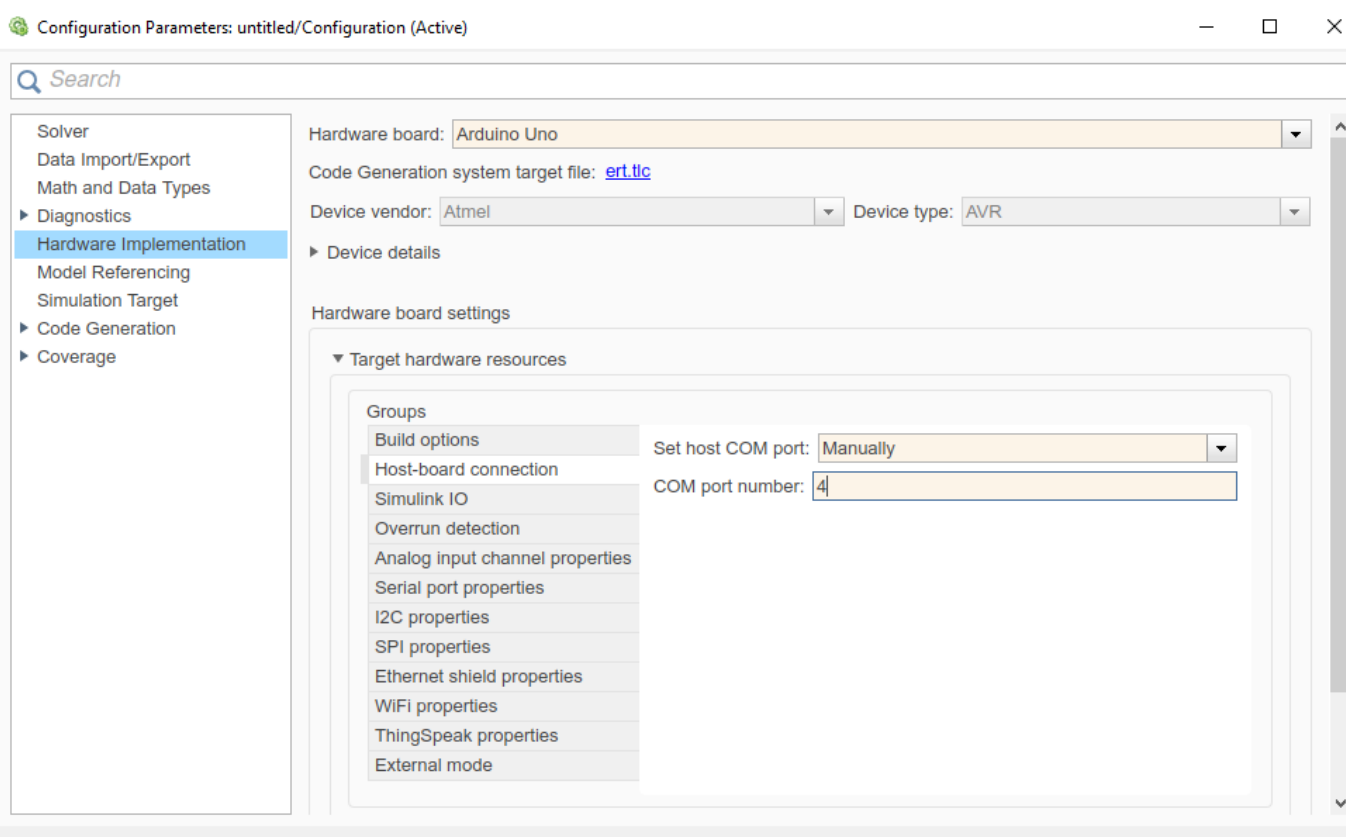 Configuration Parameters: untitled/Configuration (Active)
Search
Solver
Data Import/Export
Math and Data Types
Diagnostics
Hardware Implementation
Model Referencing
Simulation Target
Code Generation
Coverage
Hardware board: Arduino Uno
Code Generation system target file: ert.tlc
Device vendor: Atmel Device type: AVR
Device details
Hardware board settings
Target hardware resources
Groups
Build options
Host-board connection
Simulink IO
Overrun detection
Analog input channel properties
Serial port properties
I2C properties
SPI properties
Ethernet shield properties
WiFi properties
ThingSpeak properties
External mode
Set host COM port: Manually
COM port number: 4